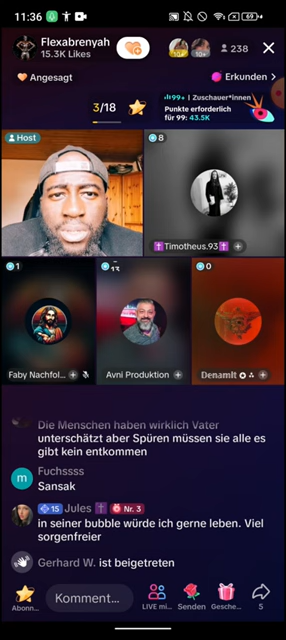 11:36
69
Flexabrenyah
15.3K Likes
10+
238
Angesagt
Erkunden
3/18
99+ | Zuschauer*innen
Punkte erforderlich
für 99: 43.5K
Host
8
Timotheus.93
1
Faby Nachfol...
Avni Produktion
0
Denamlt
Die Menschen haben wirklich Vater
unterschätzt aber Spüren müssen sie alle es
gibt kein entkommen
m
Fuchssss
Sansak
15 Jules Nr. 3
in seiner bubble würde ich gerne leben. Viel
sorgenfreier
Gerhard W. ist beigetreten
Abonn...
Komment...
LIVE mi...
Senden
Gesche...
5